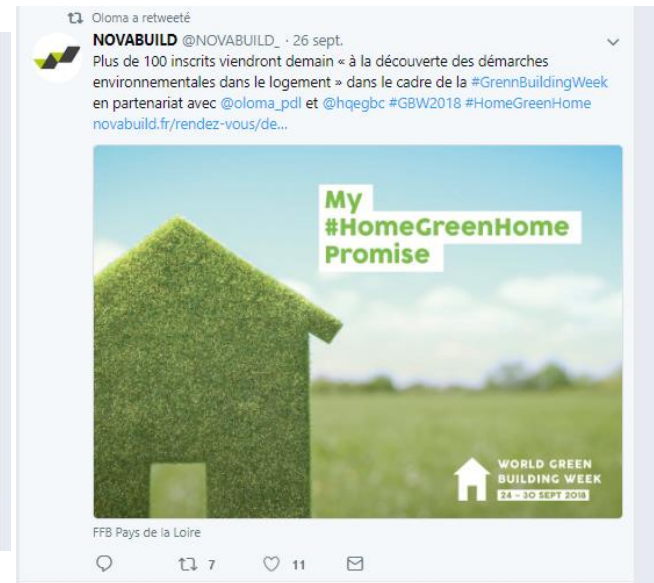 Oloma a retweeté
NOVABUILD @NOVABUILD_ · 26 sept.
Plus de 100 inscrits viendront demain « à la découverte des démarches
environnementales dans le logement » dans le cadre de la #GrennBuildingWeek
en partenariat avec @oloma_pdl et @hqegbc #GBW2018 #HomeGreenHome
novabuild.fr/rendez-vous/de...
My
#HomeGreenHome
Promise
WORLD GREEN
BUILDING WEEK
24 – 30 SEPT 2018
FFB Pays de la Loire
7 11